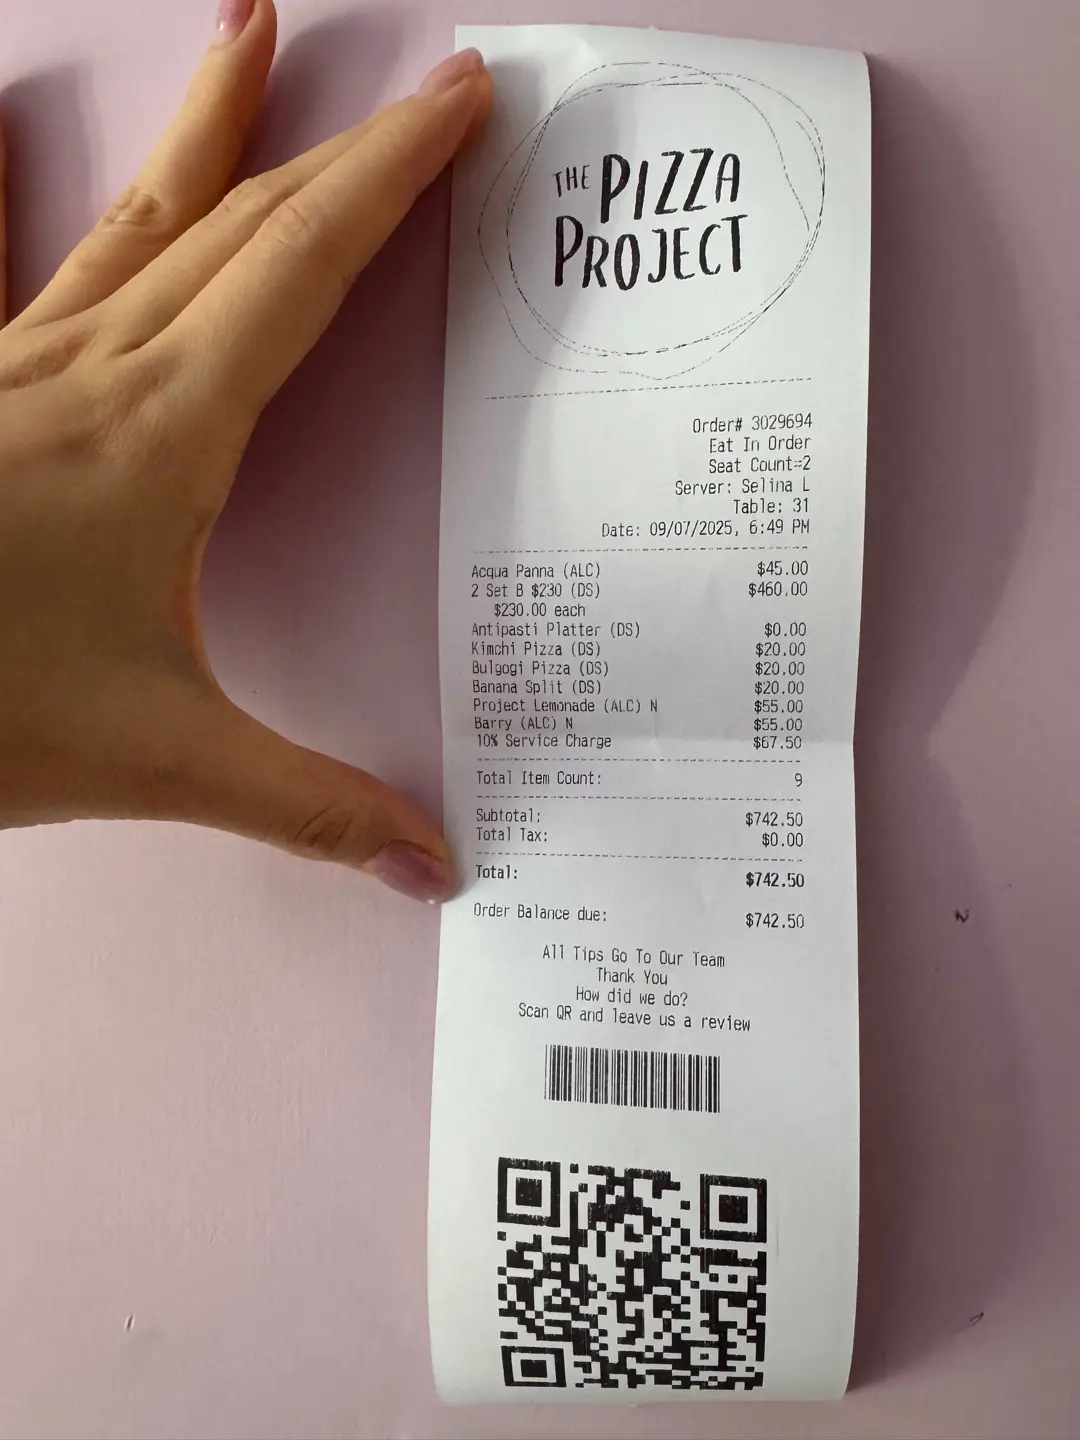 THE PIZZA
PROJECT
Order# 3029694
Eat In Order
Seat Count=2
Server: Selina L
Table: 31
Date: 09/07/2025, 6:49 PM
Acqua Panna (ALC) $45.00
2 Set B $230 (DS) $460.00
$230.00 each
Antipasti Platter (DS) $0.00
Kimchi Pizza (DS) $20.00
Bulgogi Pizza (DS) $20.00
Banana Split (DS) $20.00
Project Lemonade (ALC) N $55.00
Barry (ALC) N $55.00
10% Service Charge $67.50
Total Item Count: 9
Subtotal: $742.50
Total Tax: $0.00
Total: $742.50
Order Balance due: $742.50
All Tips Go To Our Team
Thank You
How did we do?
Scan QR and leave us a review